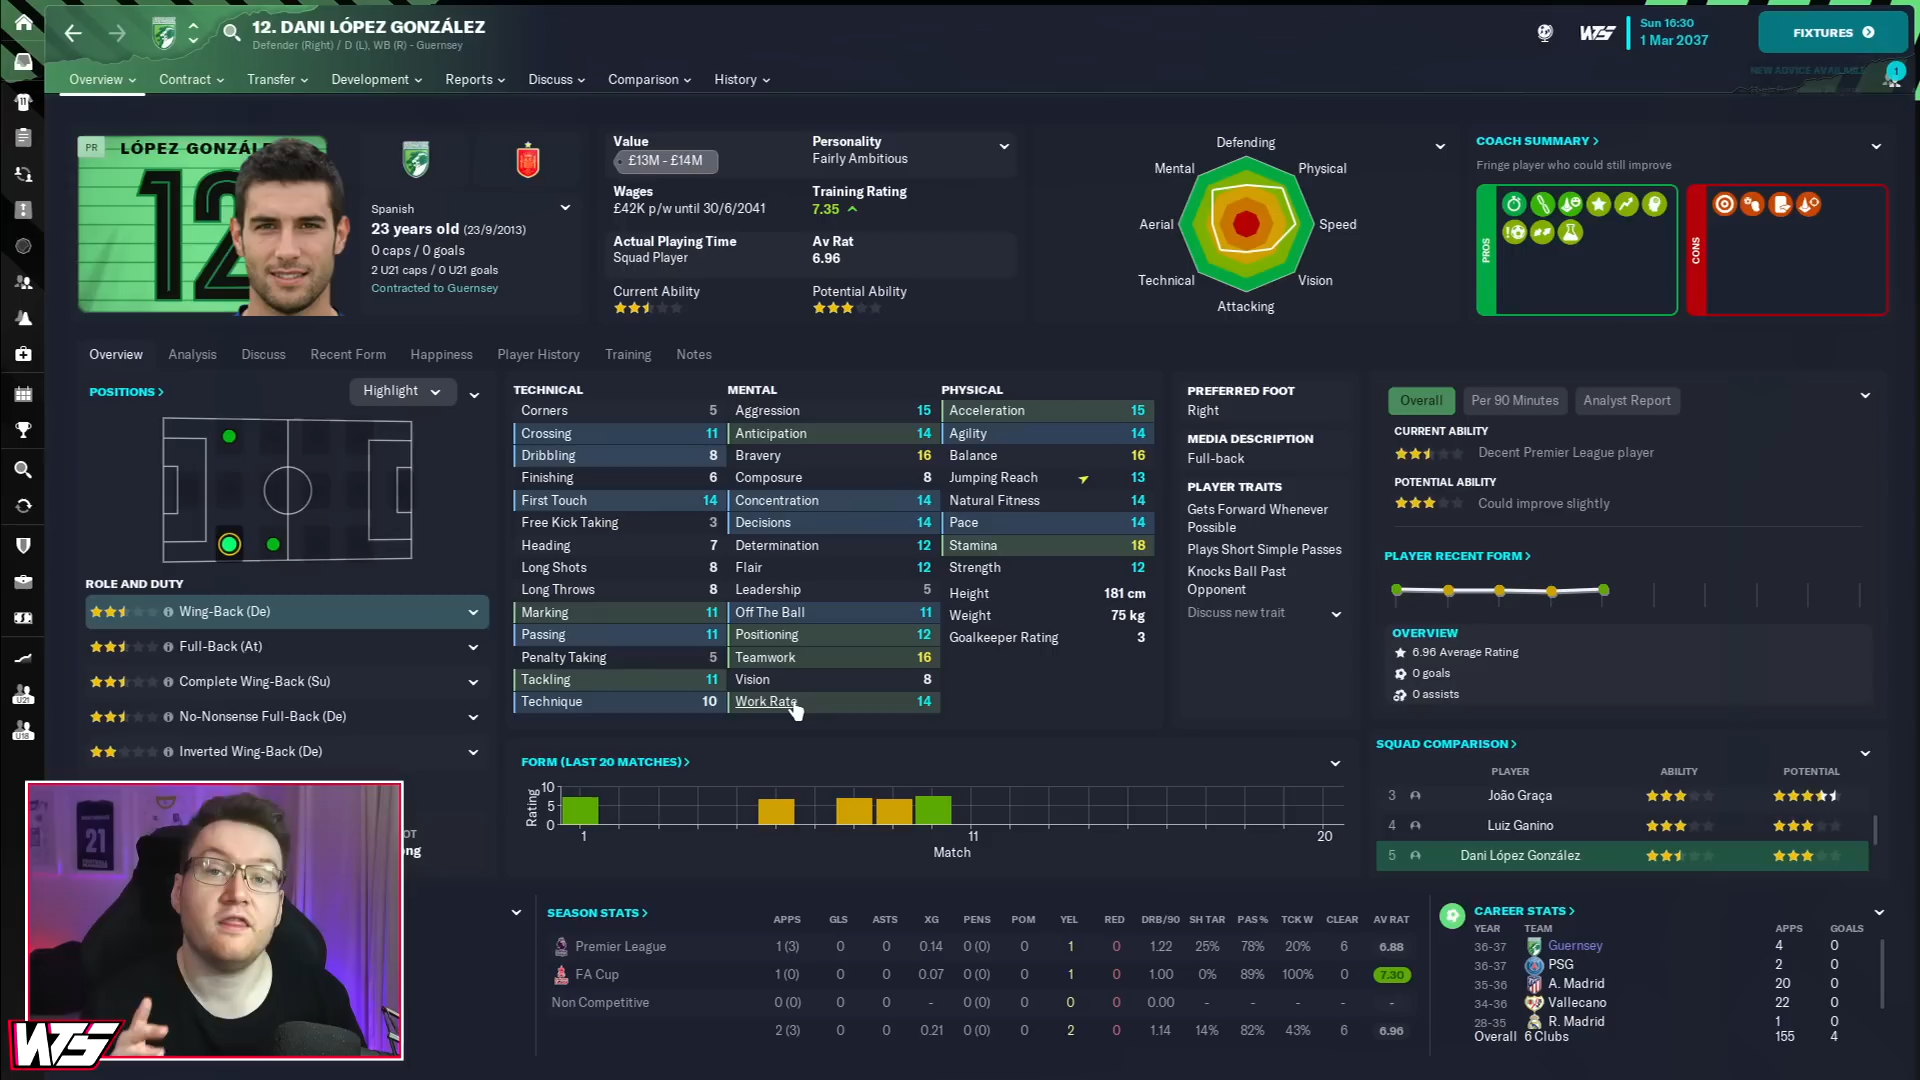 12. DANI LÓPEZ GONZÁLEZ
Defender (Right) / D (L), WB (R) - Guernsey
WTS
Sun 16:30
1 Mar 2037
FIXTURES
NEW ADVICE AVAILABLE
1
Overview
Contract
Transfer
Development
Reports
Discuss
Comparison
History
PR
LÓPEZ GONZÁL
12
Spanish
23 years old (23/9/2013)
0 caps / 0 goals
2 U21 caps / 0 U21 goals
Contracted to Guernsey
Value
£13M - £14M
Personality
Fairly Ambitious
Wages
£42K p/w until 30/6/2041
Training Rating
7.35
Actual Playing Time
Squad Player
Av Rat
6.96
Current Ability
Potential Ability
Defending
Mental
Physical
Aerial
Speed
Technical
Vision
Attacking
COACH SUMMARY >
Fringe player who could still improve
PROS
CONS
Overview
Analysis
Discuss
Recent Form
Happiness
Player History
Training
Notes
POSITIONS >
Highlight
ROLE AND DUTY
Wing-Back (De)
Full-Back (At)
Complete Wing-Back (Su)
No-Nonsense Full-Back (De)
Inverted Wing-Back (De)
TECHNICAL
Corners 5
Crossing 11
Dribbling 8
Finishing 6
First Touch 14
Free Kick Taking 3
Heading 7
Long Shots 8
Long Throws 8
Marking 11
Passing 11
Penalty Taking 5
Tackling 11
Technique 10
MENTAL
Aggression 15
Anticipation 14
Bravery 16
Composure 8
Concentration 14
Decisions 14
Determination 12
Flair 12
Leadership 5
Off The Ball 11
Positioning 12
Teamwork 16
Vision 8
Work Rate 14
PHYSICAL
Acceleration 15
Agility 14
Balance 16
Jumping Reach 13
Natural Fitness 14
Pace 14
Stamina 18
Strength 12
Height 181 cm
Weight 75 kg
Goalkeeper Rating 3
PREFERRED FOOT
Right
MEDIA DESCRIPTION
Full-back
PLAYER TRAITS
Gets Forward Whenever
Possible
Plays Short Simple Passes
Knocks Ball Past
Opponent
Discuss new trait
Overall
Per 90 Minutes
Analyst Report
CURRENT ABILITY
Decent Premier League player
POTENTIAL ABILITY
Could improve slightly
PLAYER RECENT FORM >
OVERVIEW
6.96 Average Rating
0 goals
0 assists
SQUAD COMPARISON >
PLAYER ABILITY POTENTIAL
3 João Graça
4 Luiz Ganino
5 Dani López González
FORM (LAST 20 MATCHES) >
Rating
10
5
0
1 11 20
Match
U21
U18
21
OT
ong
WTS
SEASON STATS >
APPS GLS ASTS XG PENS POM YEL RED DRB/90 SH TAR PAS % TCK W CLEAR AV RAT
Premier League 1 (3) 0 0 0.14 0 (0) 0 1 0 1.22 25% 78% 20% 6 6.88
FA Cup 1 (0) 0 0 0.07 0 (0) 0 1 0 1.00 0% 89% 100% 0 7.30
Non Competitive 0 (0) 0 0 - 0 (0) 0 0 0 0.00 - - - - -
2 (3) 0 0 0.21 0 (0) 0 2 0 1.14 14% 82% 43% 6 6.96
CAREER STATS >
YEAR TEAM APPS GOALS
36-37 Guernsey 4 0
36-37 PSG 2 0
35-36 A. Madrid 20 0
34-36 Vallecano 22 0
28-35 R. Madrid 1 0
Overall 6 Clubs 155 4